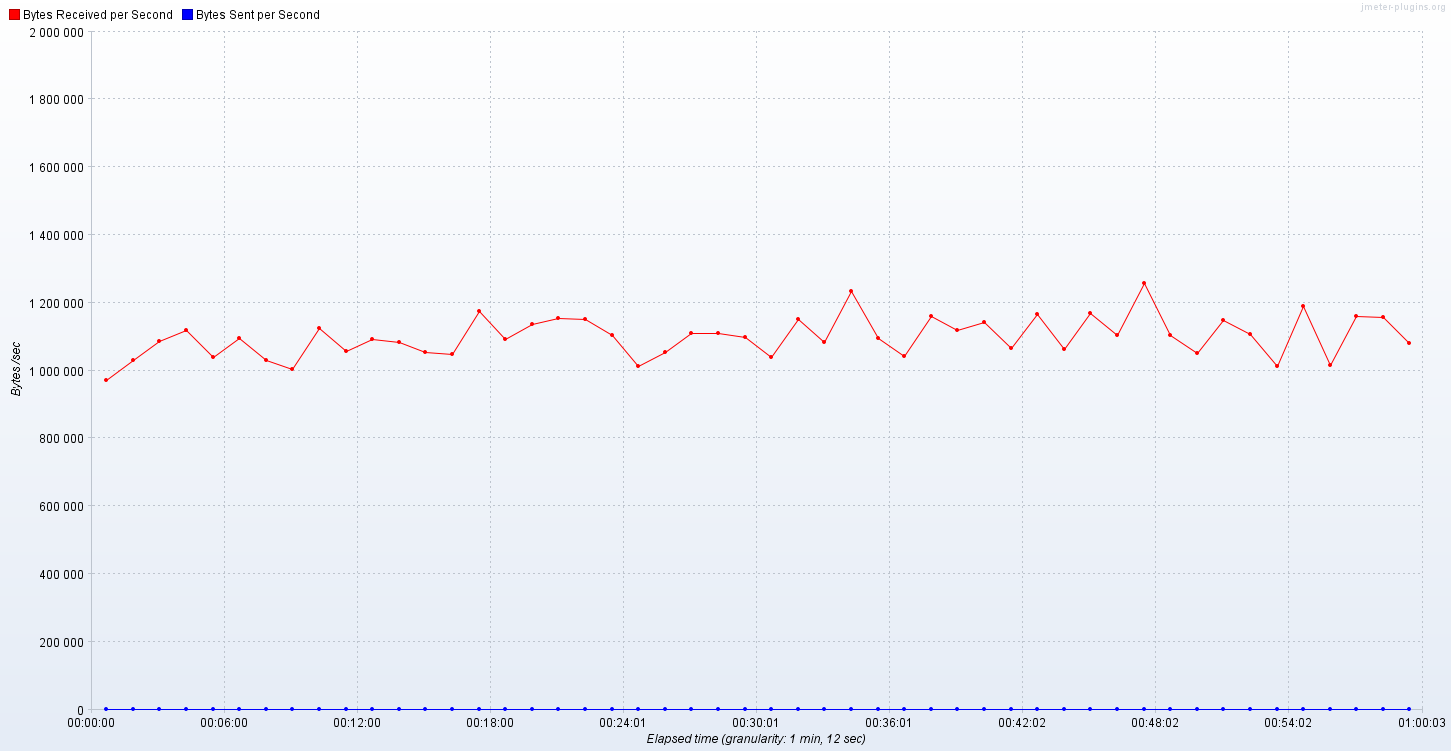 Bytes Received per Second Bytes Sent per Second
jmeter-plugins.org
2 000 000
1 800 000
1 600 000
1 400 000
1 200 000
1 000 000
800 000
600 000
400 000
200 000
0
Bytes /sec
00:00:00 00:06:00 00:12:00 00:18:00 00:24:01 00:30:01 00:36:01 00:42:02 00:48:02 00:54:02 01:00:03
Elapsed time (granularity: 1 min, 12 sec)